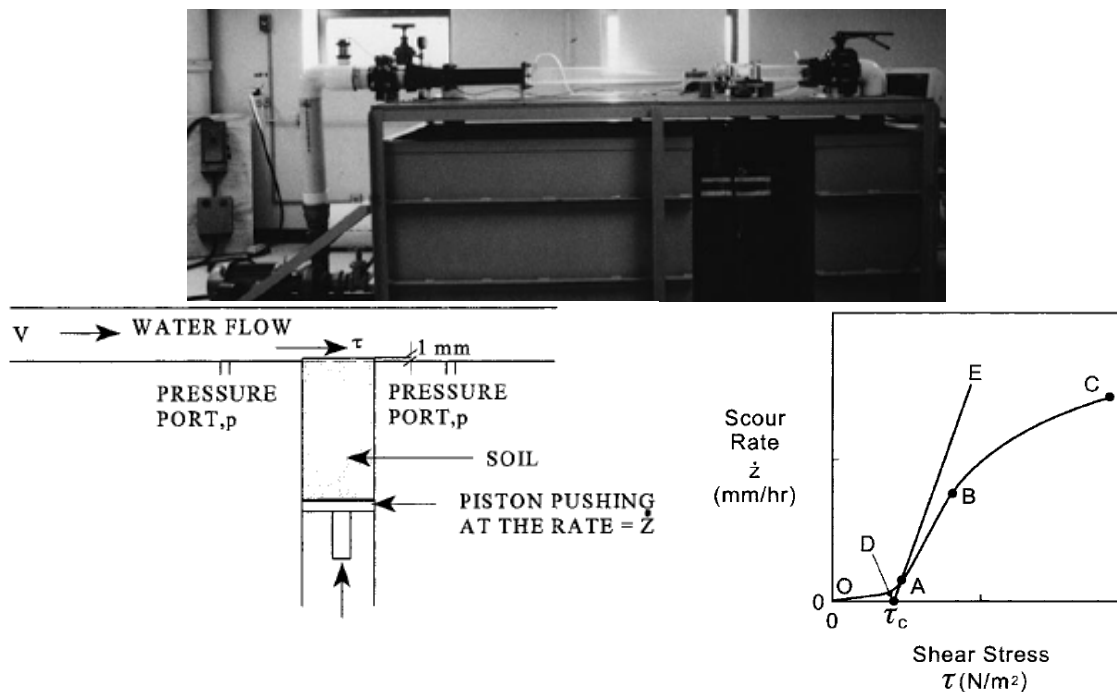 V
WATER FLOW
τ
1 mm
PRESSURE
PORT,p
PRESSURE
PORT,p
SOIL
PISTON PUSHING
AT THE RATE = Ż
Scour
Rate
ż
(mm/hr)
E
C
B
D
A
O
0
0
τc
Shear Stress
τ (N/m²)